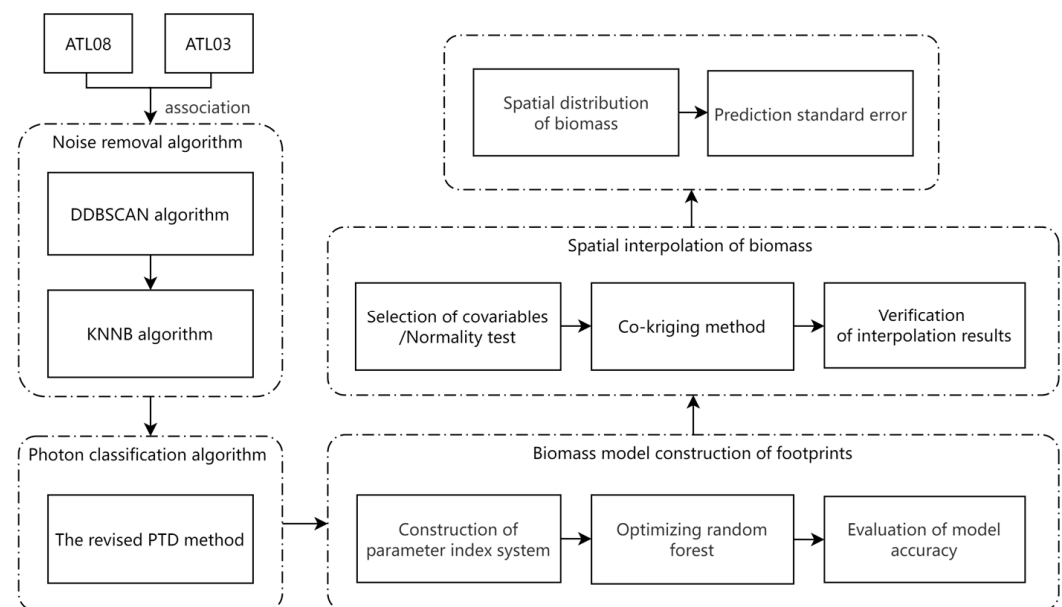 ATL08
ATL03
association
Noise removal algorithm
DDBSCAN algorithm
KNNB algorithm
Photon classification algorithm
The revised PTD method
Spatial distribution
of biomass
Prediction standard error
Spatial interpolation of biomass
Selection of covariables
/Normality test
Co-kriging method
Verification
of interpolation results
Biomass model construction of footprints
Construction of
parameter index system
Optimizing random
forest
Evaluation of model
accuracy